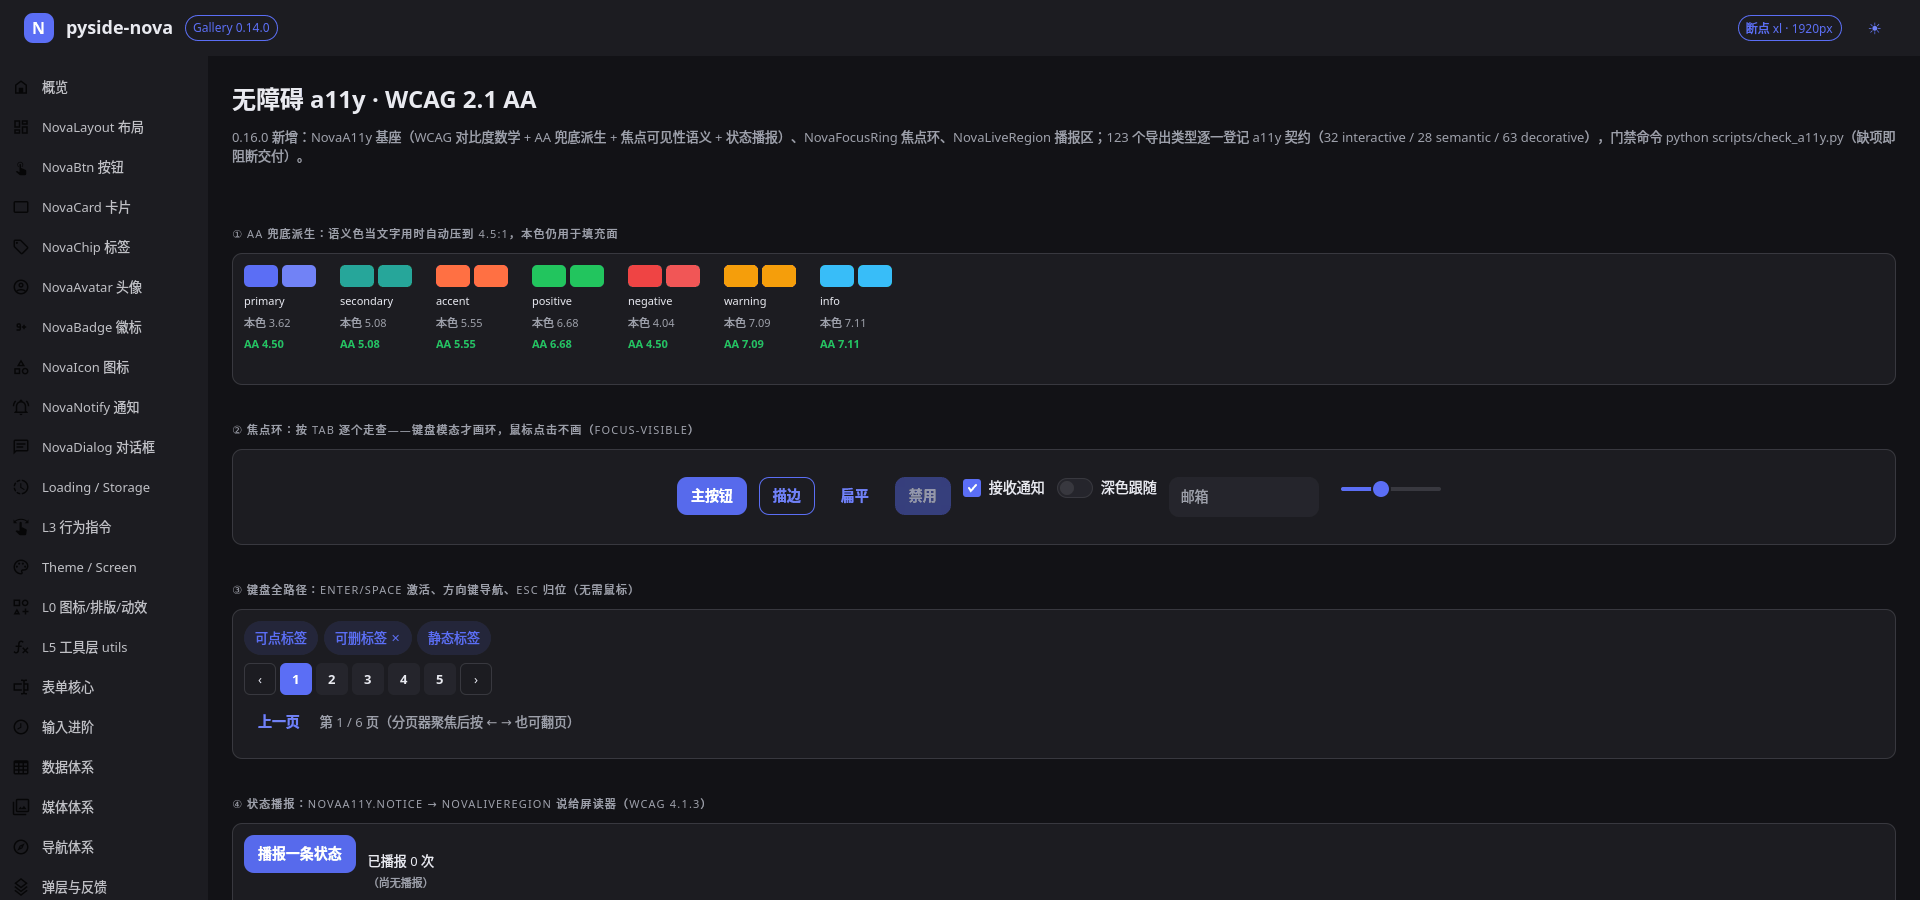 N pyside-nova Gallery 0.14.0
断点 xl · 1920px
概览
NovaLayout 布局
NovaBtn 按钮
NovaCard 卡片
NovaChip 标签
NovaAvatar 头像
NovaBadge 徽标
NovaIcon 图标
NovaNotify 通知
NovaDialog 对话框
Loading / Storage
L3 行为指令
Theme / Screen
L0 图标/排版/动效
L5 工具层 utils
表单核心
输入进阶
数据体系
媒体体系
导航体系
弹层与反馈
无障碍 a11y · WCAG 2.1 AA
0.16.0 新增：NovaA11y 基座（WCAG 对比度数学 + AA 兜底派生 + 焦点可见性语义 + 状态播报）、NovaFocusRing 焦点环、NovaLiveRegion 播报区；123 个导出类型逐一登记 a11y 契约（32 interactive / 28 semantic / 63 decorative），门禁命令 python scripts/check_a11y.py（缺项即
阻断交付）。
① AA 兜底派生：语义色当文字用时自动压到 4.5:1，本色仍用于填充面
primary secondary accent positive negative warning info
本色 3.62 本色 5.08 本色 5.55 本色 6.68 本色 4.04 本色 7.09 本色 7.11
AA 4.50 AA 5.08 AA 5.55 AA 6.68 AA 4.50 AA 7.09 AA 7.11
② 焦点环：按 TAB 逐个走查——键盘模态才画环，鼠标点击不画（FOCUS-VISIBLE）
主按钮 描边 扁平 禁用 接收通知 深色跟随 邮箱
③ 键盘全路径：ENTER/SPACE 激活、方向键导航、ESC 归位（无需鼠标）
可点标签 可删标签 × 静态标签
‹ 1 2 3 4 5 ›
上一页 第 1 / 6 页（分页器聚焦后按 ← → 也可翻页）
④ 状态播报：NOVAA11Y.NOTICE → NOVALIVEREGION 说给屏读器（WCAG 4.1.3）
播报一条状态 已播报 0 次
（尚无播报）